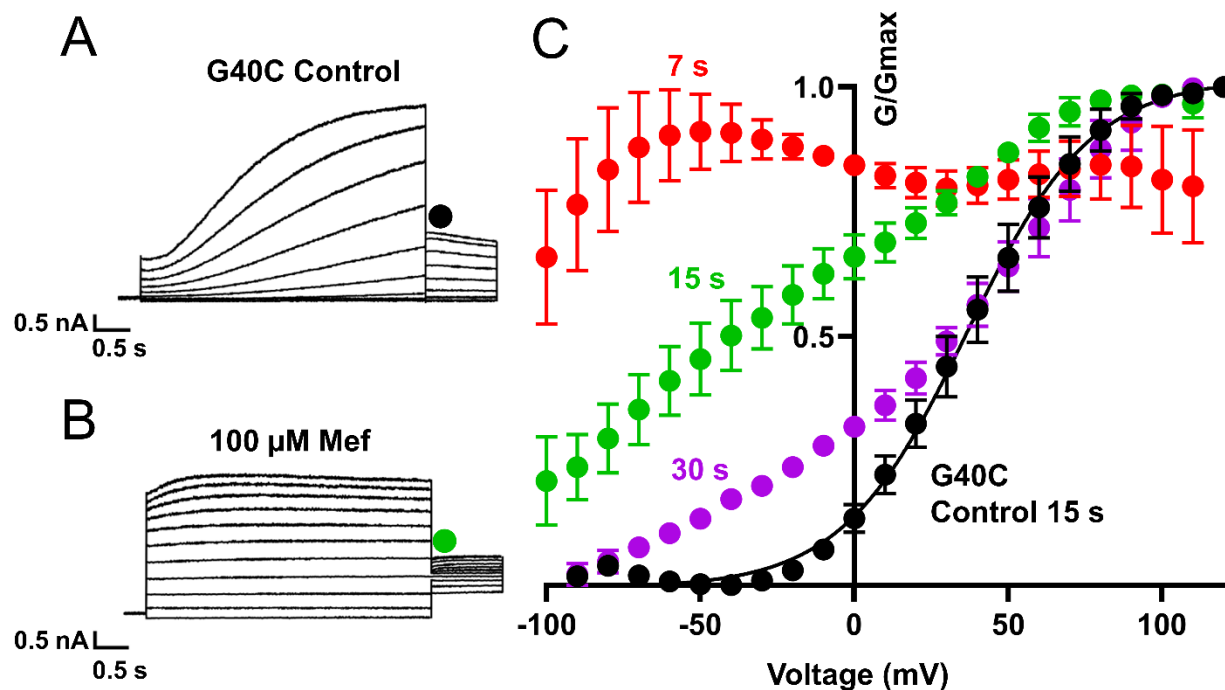 A
G40C Control
0.5 nA
0.5 s
B
100 µM Mef
0.5 nA
0.5 s
C
7 s
G/Gmax
1.0
15 s
0.5
30 s
G40C
Control 15 s
-100
-50
0
50
100
Voltage (mV)